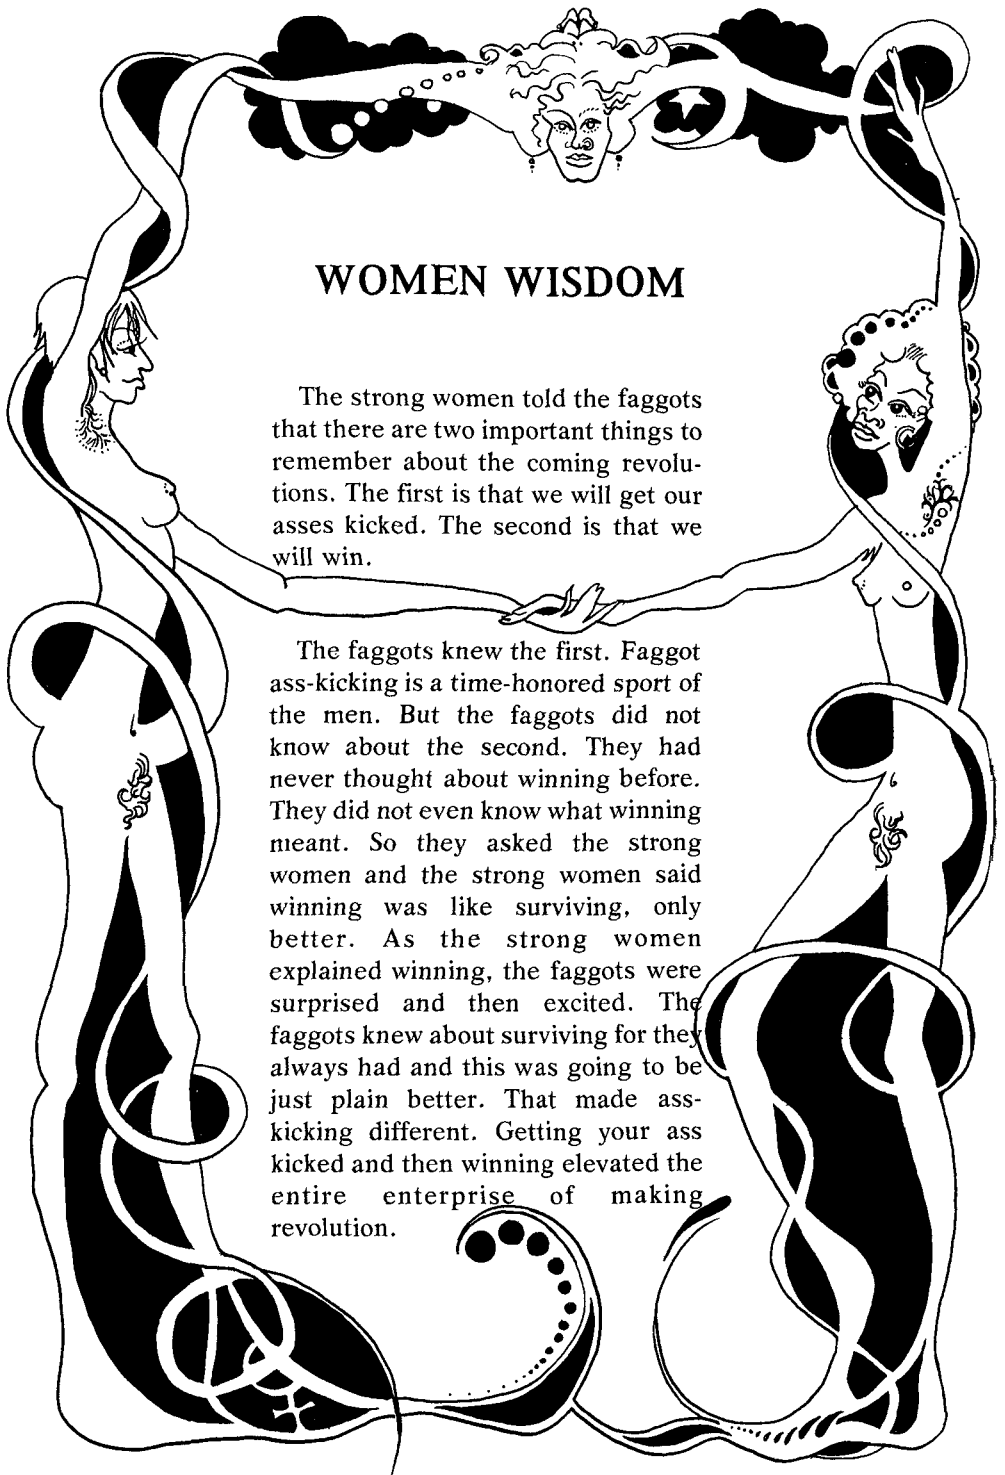 WOMEN WISDOM
The strong women told the faggots
that there are two important things to
remember about the coming revolu-
tions. The first is that we will get our
asses kicked. The second is that we
will win.
The faggots knew the first. Faggot
ass-kicking is a time-honored sport of
the men. But the faggots did not
know about the second. They had
never thought about winning before.
They did not even know what winning
meant. So they asked the strong
women and the strong women said
winning was like surviving, only
better. As the strong women
explained winning, the faggots were
surprised and then excited. The
faggots knew about surviving for they
always had and this was going to be
just plain better. That made ass-
kicking different. Getting your ass
kicked and then winning elevated the
entire enterprise of making
revolution.